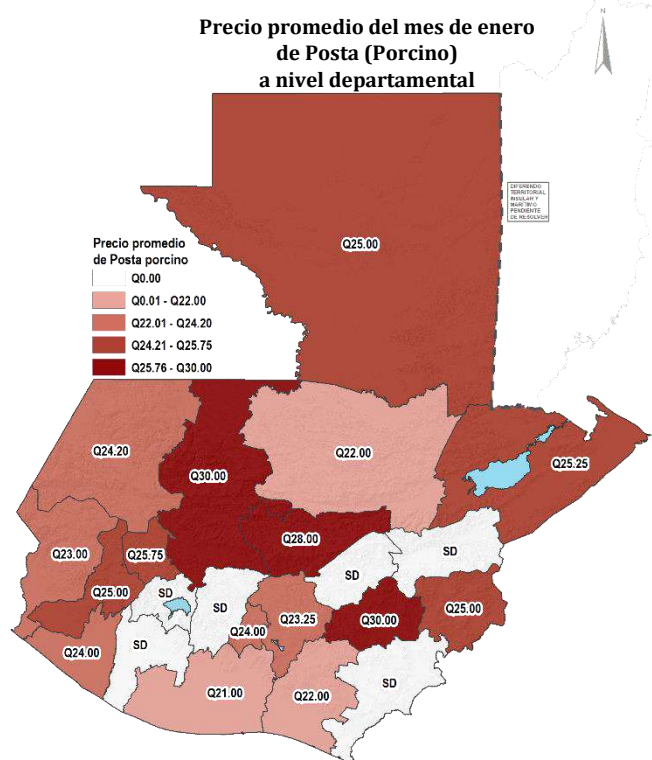 Precio promedio del mes de enero
de Posta (Porcino)
a nivel departamental
DIFERENDO
TERRITORIAL
INSULAR Y
MARITIMO
PENDIENTE
DE RESOLVER
Q25.00
Precio promedio
de Posta porcino
Q0.00
Q0.01 - Q22.00
Q22.01 - Q24.20
Q24.21 - Q25.75
Q25.76 - Q30.00
Q24.20
Q30.00
Q22.00
Q25.25
Q23.00
Q25.75
Q28.00
SD
SD
Q25.00
SD
SD
Q24.00
Q23.25
Q30.00
Q25.00
Q24.00
SD
Q21.00
Q22.00
SD